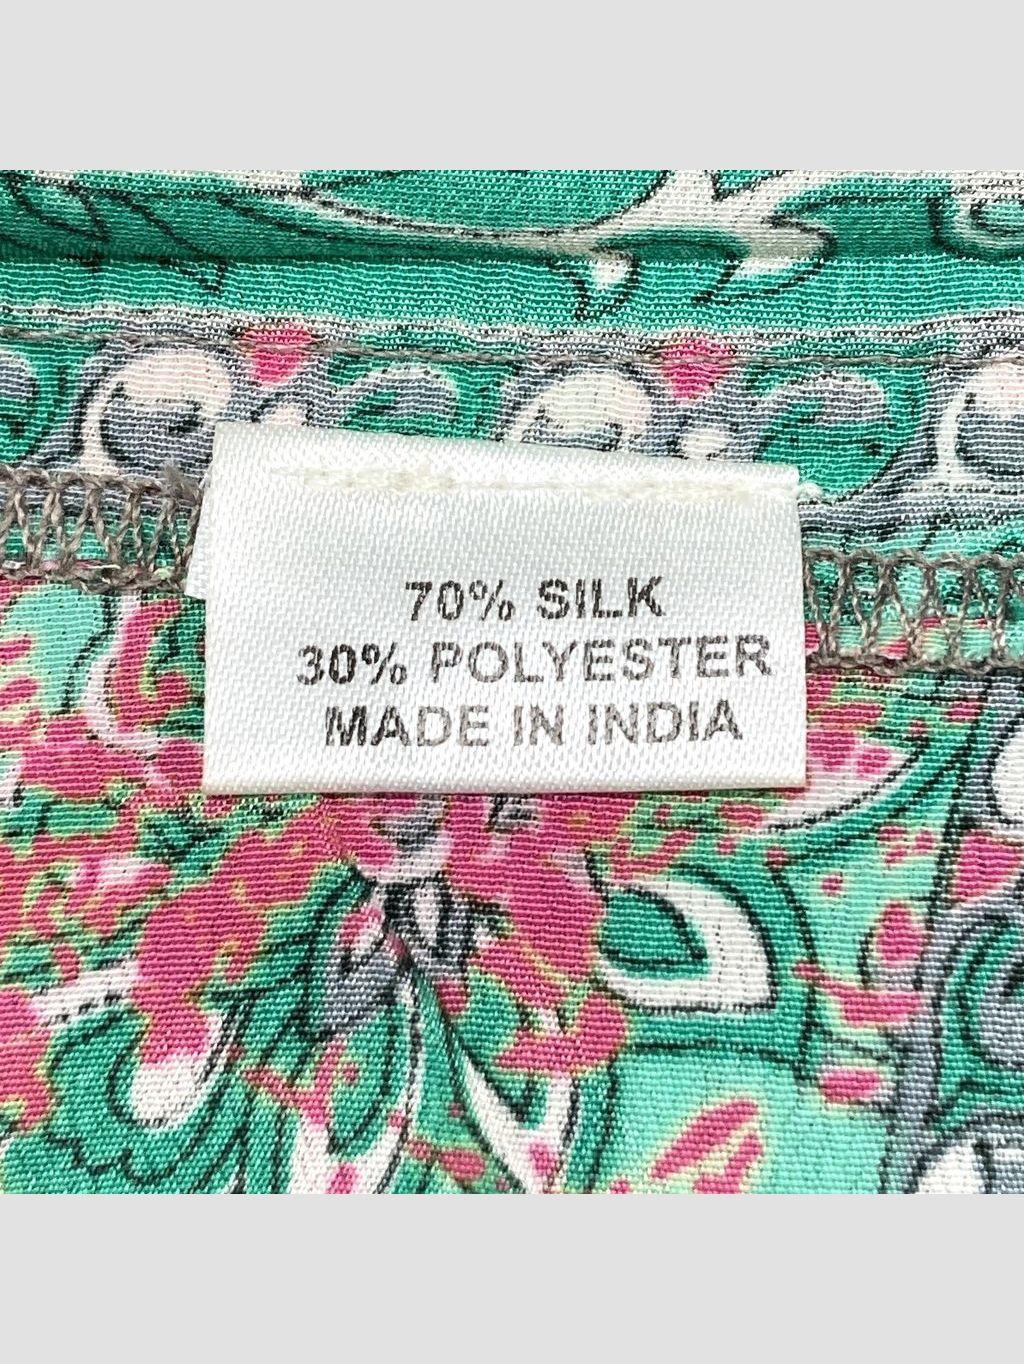 70% SILK
30% POLYESTER
MADE IN INDIA